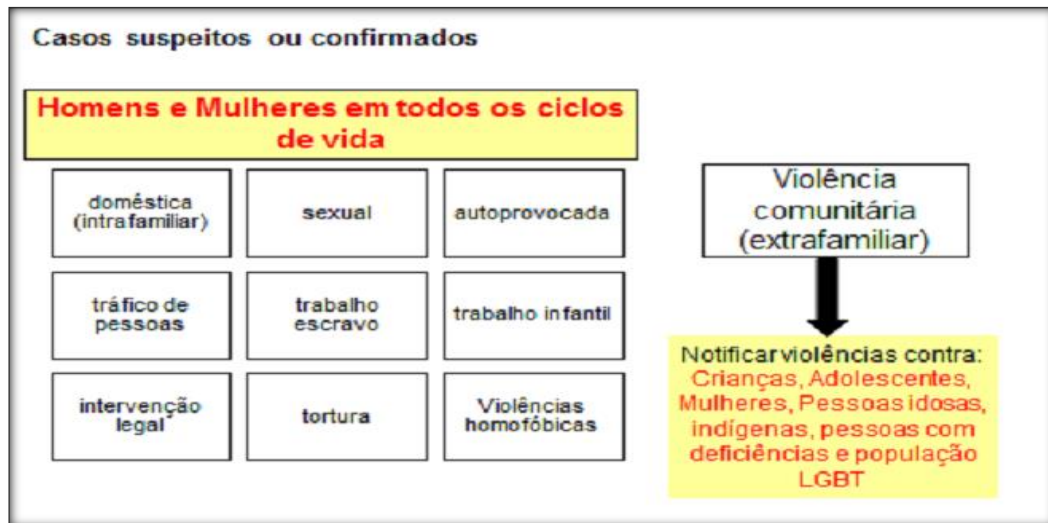 Casos suspeitos ou confirmados
Homens e Mulheres em todos os ciclos
de vida
doméstica
(intrafamiliar)
sexual
autoprovocada
tráfico de
pessoas
trabalho
escravo
trabalho infantil
intervenção
legal
tortura
Violências
homofóbicas
Violência
comunitária
(extrafamiliar)
Notificar violências contra:
Crianças, Adolescentes,
Mulheres, Pessoas idosas,
indígenas, pessoas com
deficiências e população
LGBT